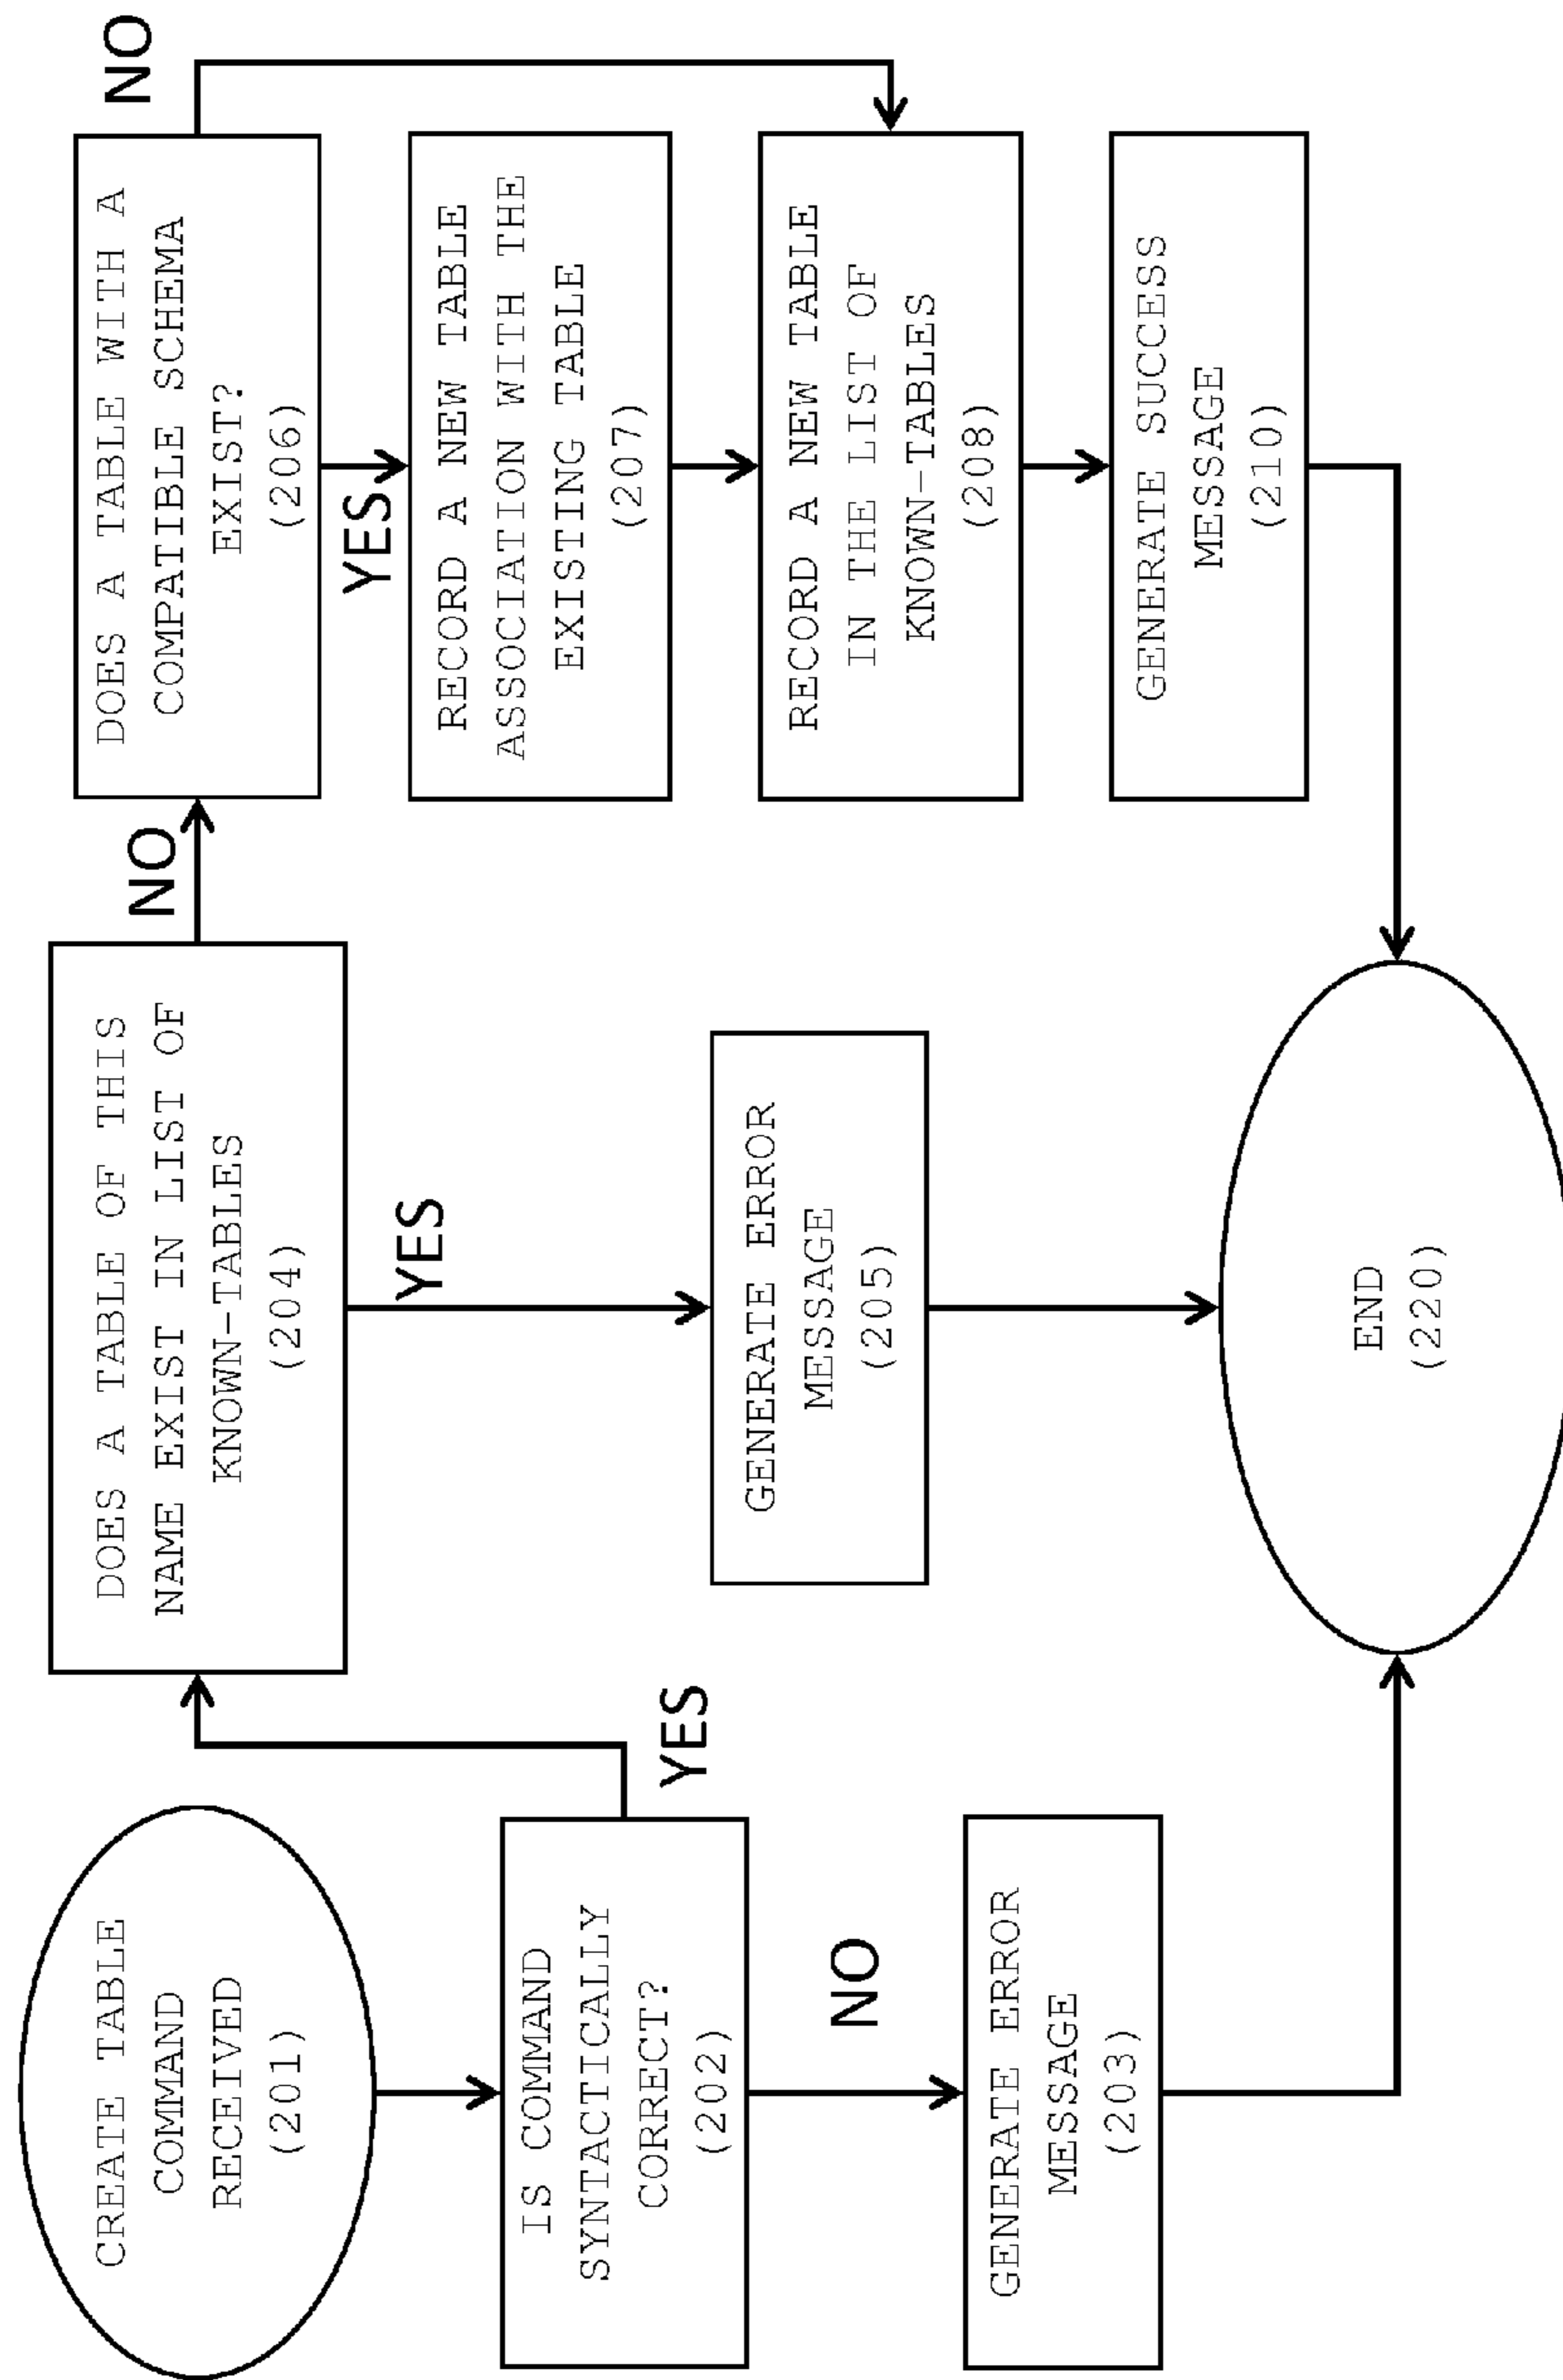 CREATE TABLE
COMMAND
RECEIVED
(201)
IS COMMAND
SYNTACTICALLY
CORRECT?
(202)
YES
NO
GENERATE ERROR
MESSAGE
(203)
DOES A TABLE OF THIS
NAME EXIST IN LIST OF
KNOWN-TABLES
(204)
NO
YES
GENERATE ERROR
MESSAGE
(205)
END
(220)
DOES A TABLE WITH A
COMPATIBLE SCHEMA
EXIST?
(206)
NO
YES
RECORD A NEW TABLE
ASSOCIATION WITH THE
EXISTING TABLE
(207)
RECORD A NEW TABLE
IN THE LIST OF
KNOWN-TABLES
(208)
GENERATE SUCCESS
MESSAGE
(210)